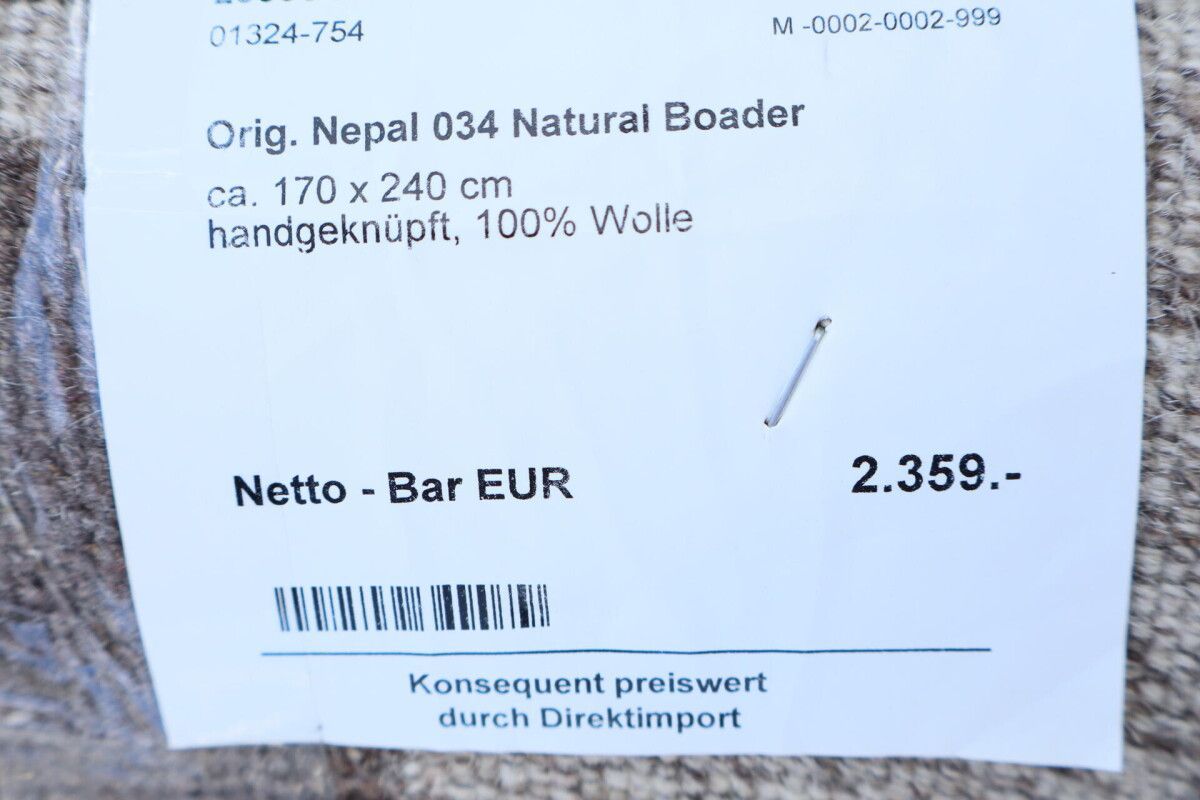 01324-754
M -0002-0002-999
Orig. Nepal 034 Natural Boader
ca. 170 x 240 cm
handgeknüpft, 100% Wolle
Netto - Bar EUR 2.359.-
Konsequent preiswert
durch Direktimport